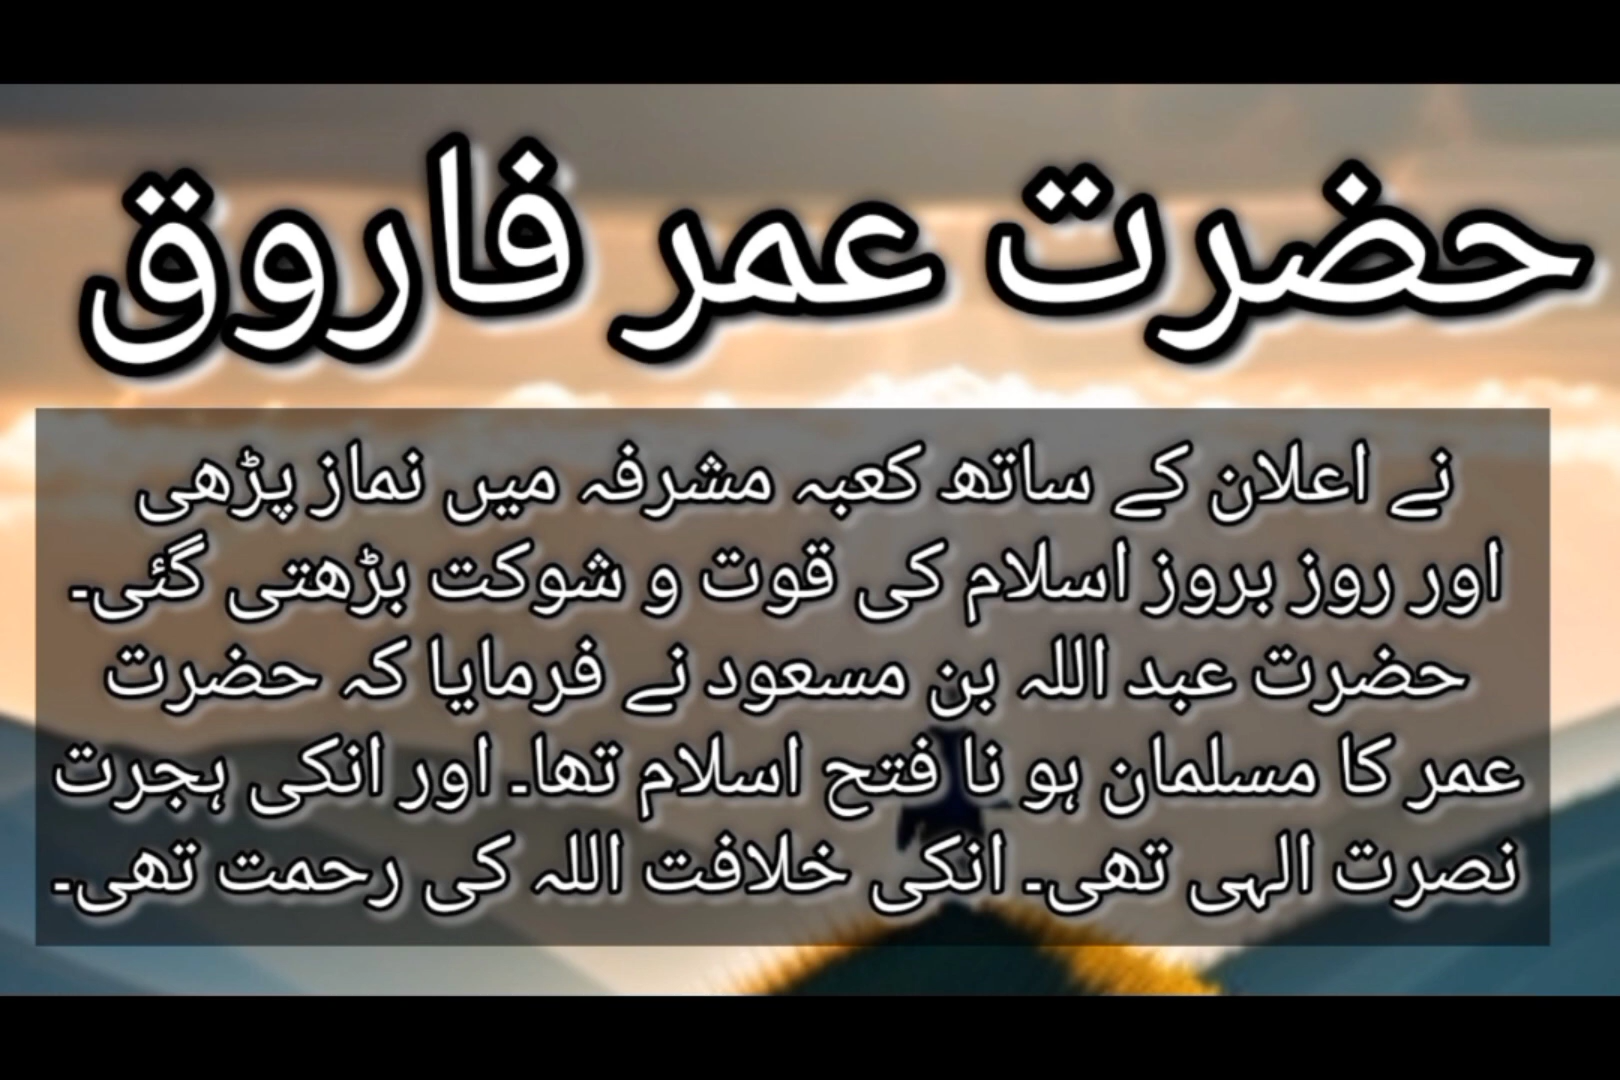 حضرت عمر فاروق
نے اعلان کے ساتھ کعبہ مشرفہ میں نماز پڑھی
اور روز بروز اسلام کی قوت و شوکت بڑھتی گئی۔
حضرت عبد اللہ بن مسعود نے فرمایا کہ حضرت
عمر کا مسلمان ہو نا فتح اسلام تھا۔ اور انکی ہجرت
نصرت الہی تھی۔ انکی خلافت اللہ کی رحمت تھی۔